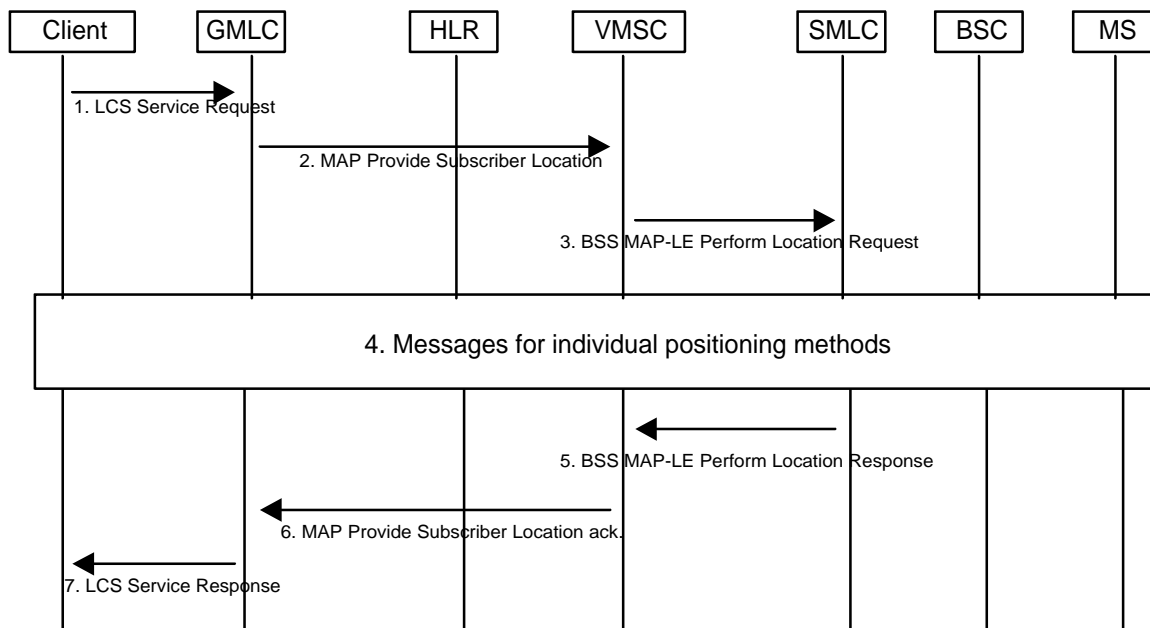 Client GMLC HLR VMSC SMLC BSC MS
1. LCS Service Request
2. MAP Provide Subscriber Location
3. BSS MAP-LE Perform Location Request
4. Messages for individual positioning methods
5. BSS MAP-LE Perform Location Response
6. MAP Provide Subscriber Location ack.
7. LCS Service Response